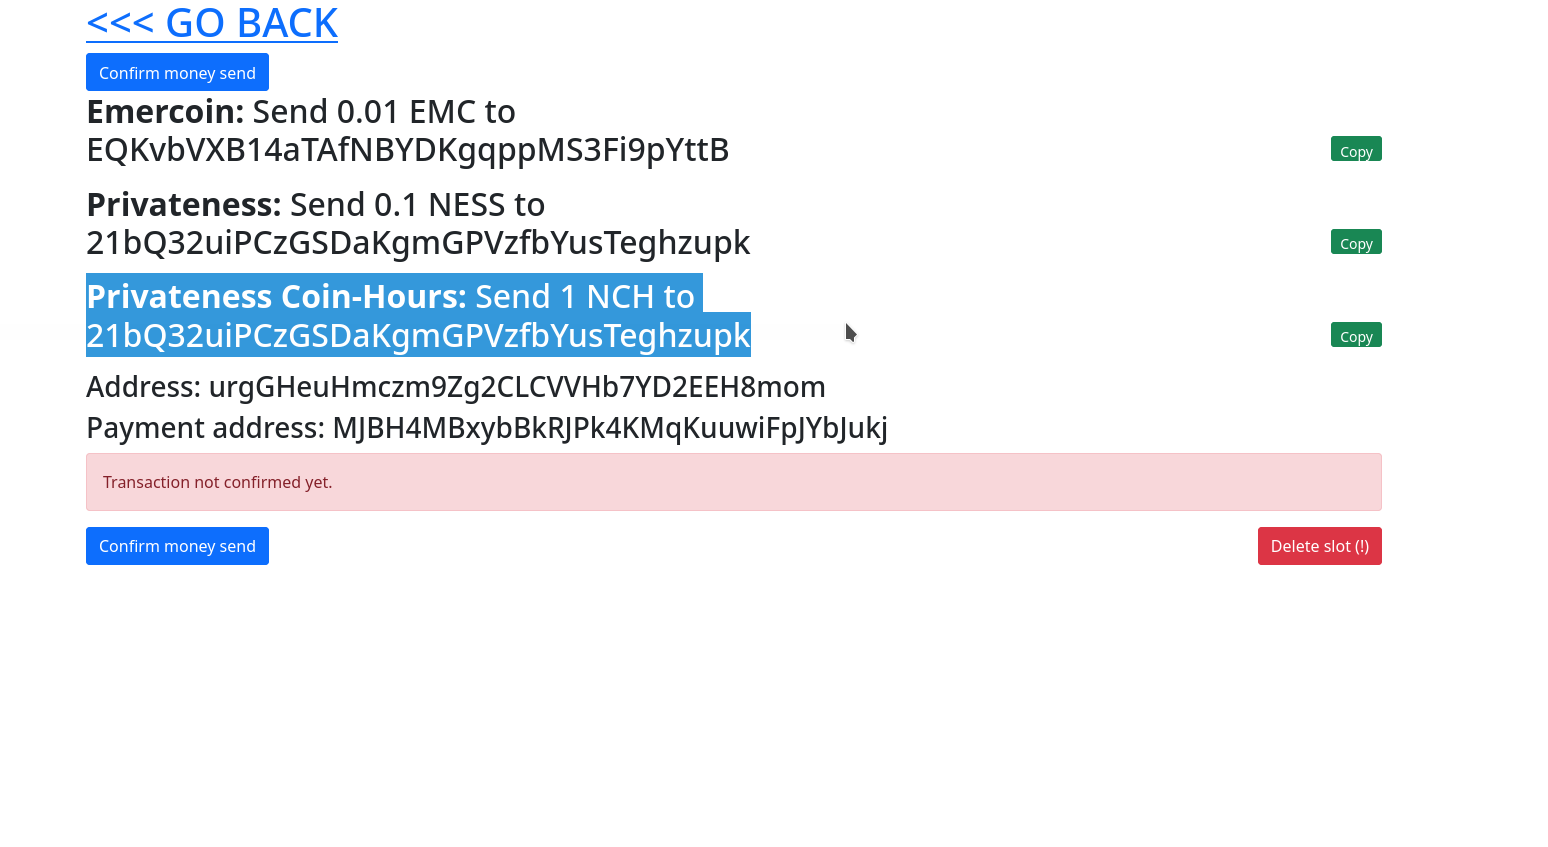 <<< GO BACK
Confirm money send
Emercoin: Send 0.01 EMC to
EQKvbVXB14aTAfNBYDKgqppMS3Fi9pYttB
Copy
Privateness: Send 0.1 NESS to
21bQ32uiPCzGSDaKgmGPVzfbYusTeghzupk
Copy
Privateness Coin-Hours: Send 1 NCH to
21bQ32uiPCzGSDaKgmGPVzfbYusTeghzupk
Copy
Address: urgGHeuHmczm9Zg2CLCVVHb7YD2EEH8mom
Payment address: MJBH4MBxybBkRJPk4KMqKuuwiFpJYbJukj
Transaction not confirmed yet.
Confirm money send
Delete slot (!)